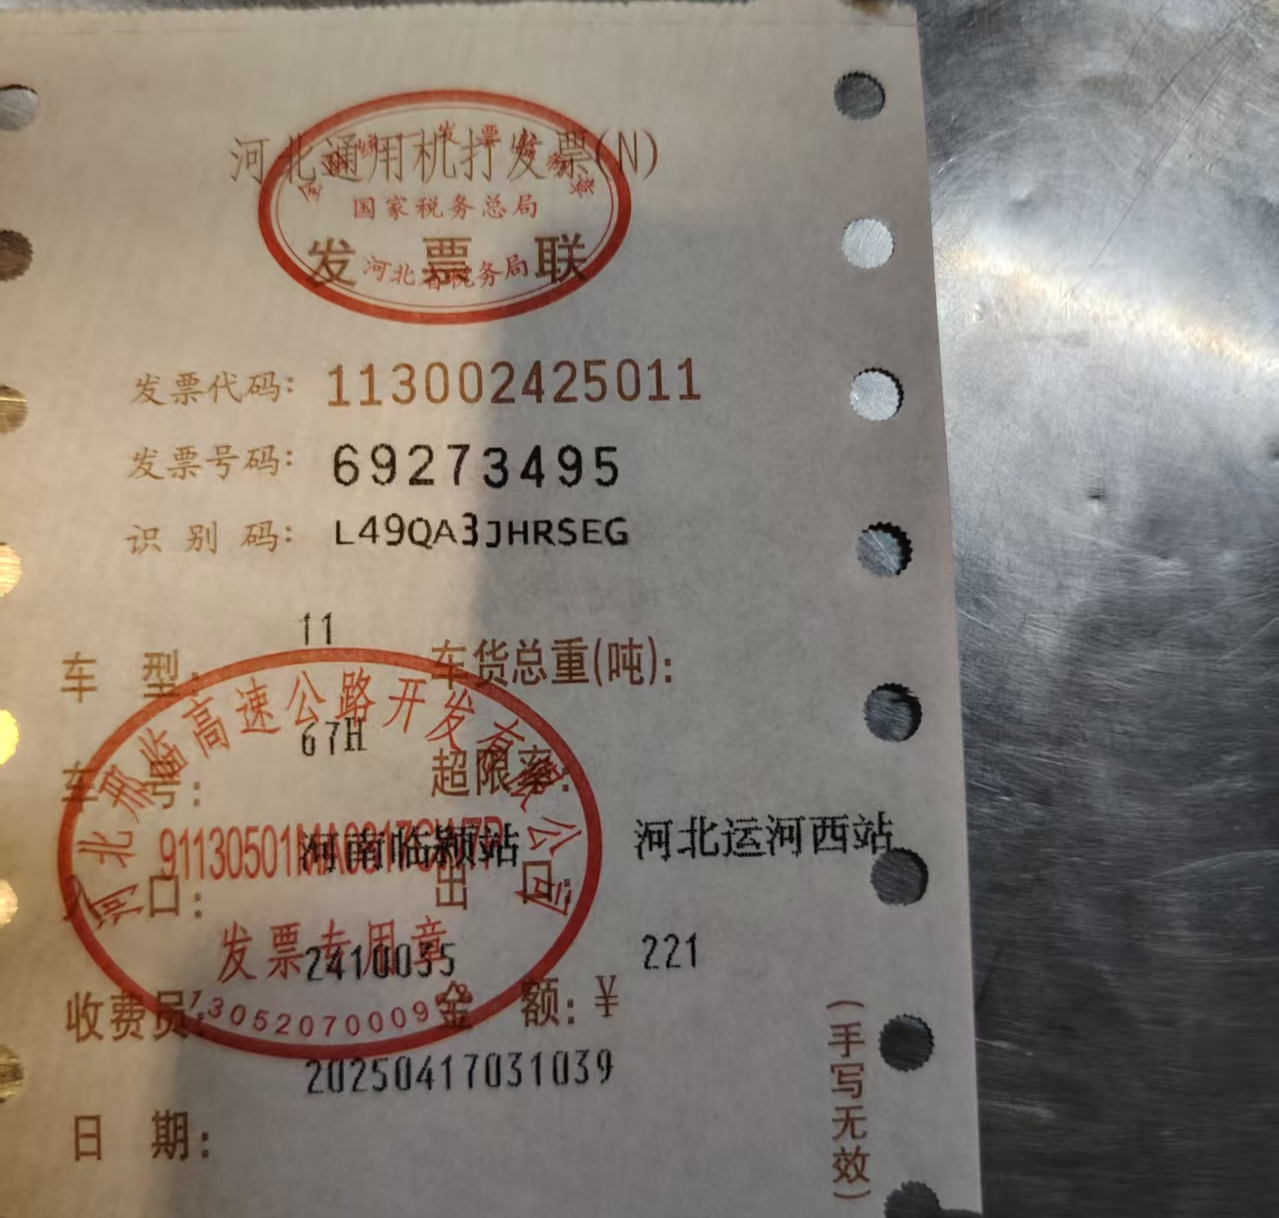 河北通用机打发票(N)
国家税务总局
发票联
河北省税务局
发票代码: 113002425011
发票号码: 69273495
识别码: L49QA3JHRSEG
11
车型: 车货总重(吨):
河北邢临高速公路开发有限公司
67H
车号: 超限率:
河南临颍站 河北运河西站
入口: 出口:
发票专用章
2410035 221
收费员: 金额: ¥
20250417031039
日期:
(手写无效)